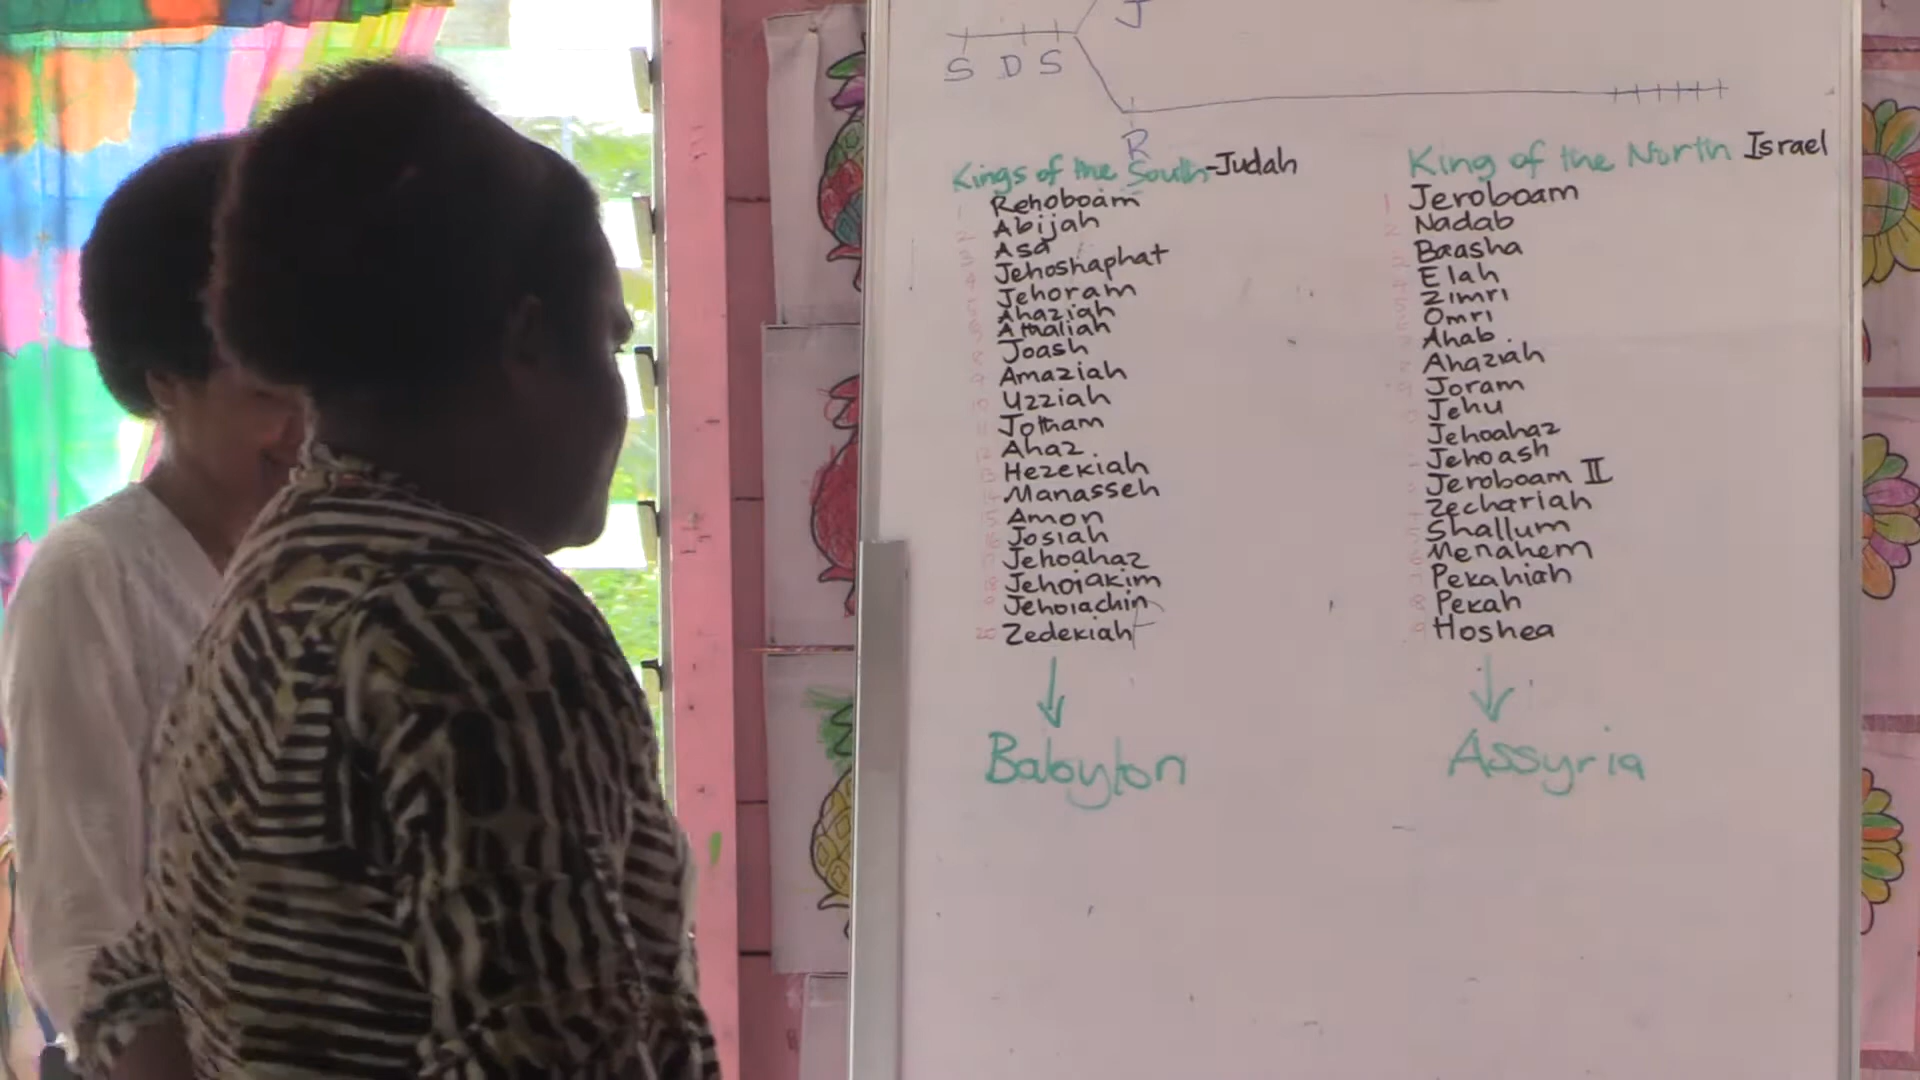 J
S D S
R
Kings of the South-Judah
Rehoboam
Abijah
Asa
Jehoshaphat
Jehoram
Ahaziah
Athaliah
Joash
Amaziah
Uzziah
Jotham
Ahaz.
Hezekiah
Manasseh
Amon
Josiah
Jehoahaz
Jehoiakim
Jehoiachin
20 Zedekiah
Babylon
King of the North Israel
1 Jeroboam
Nadab
Baasha
Elah
Zimri
Omri
Ahab.
Ahaziah
Joram
Jehu
Jehoahaz
Jehoash
Jeroboam II
Zechariah
Shallum
Menahem
Pekahiah
Pekah
Hoshea
Assyria